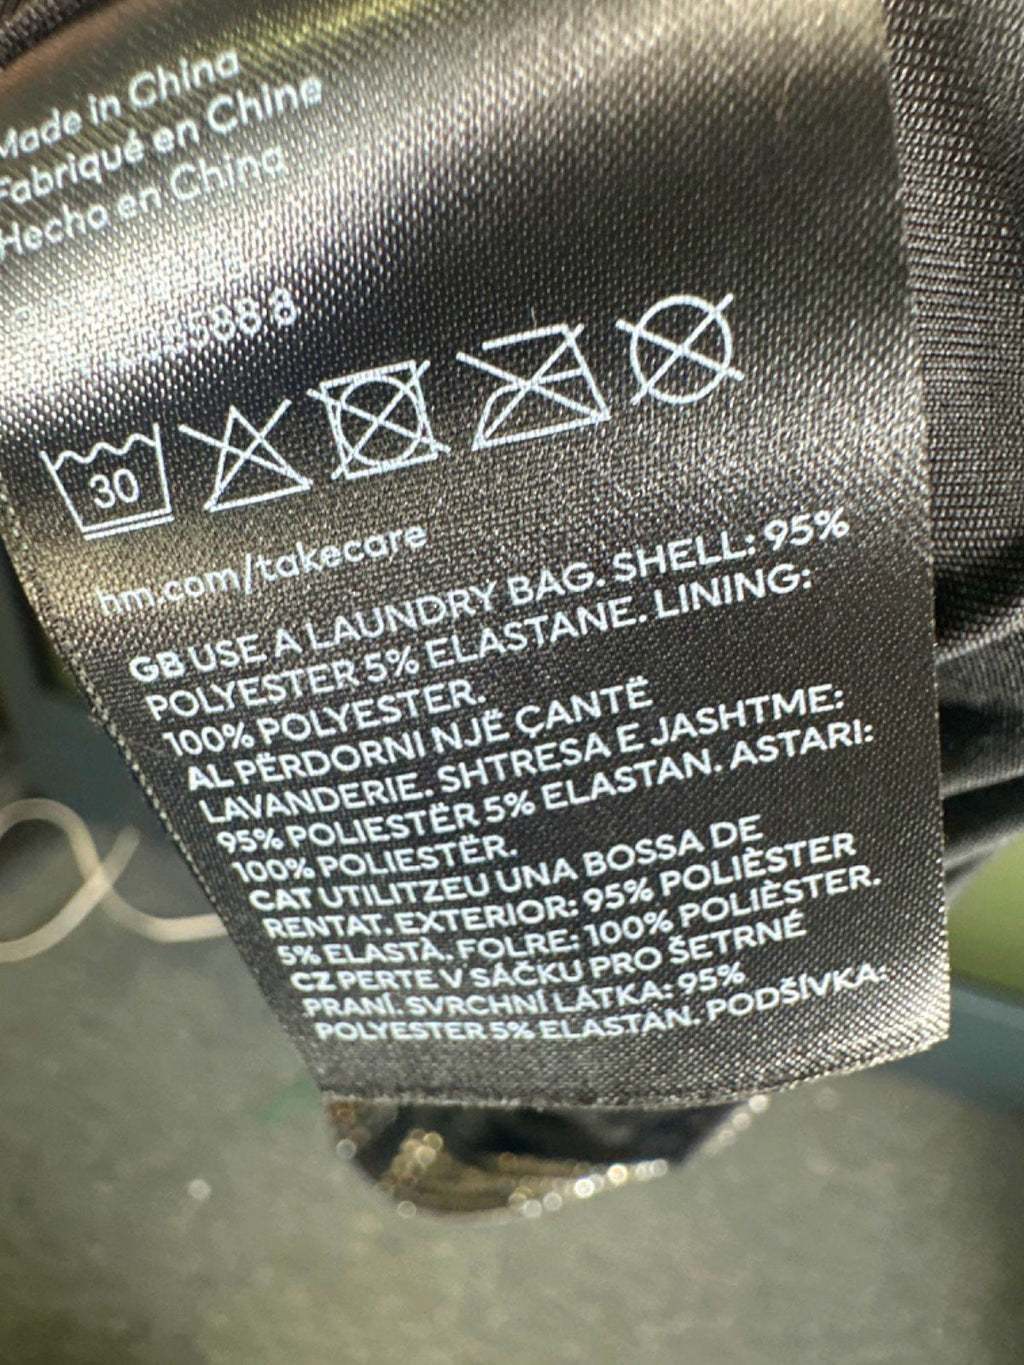 Made in China
Fabriqué en Chine
Hecho en China
88 8
30
hm.com/takecare
GB USE A LAUNDRY BAG. SHELL: 95%
POLYESTER 5% ELASTANE. LINING:
100% POLYESTER.
AL PËRDORNI NJË ÇANTË
LAVANDERIE. SHTRESA E JASHTME:
95% POLIESTËR 5% ELASTAN. ASTARI:
100% POLIESTËR.
CAT UTILITZEU UNA BOSSA DE
RENTAT. EXTERIOR: 95% POLIÈSTER
5% ELASTÀ. FOLRE: 100% POLIÈSTER.
CZ PERTE V SÁČKU PRO ŠETRNÉ
PRANÍ. SVRCHNÍ LÁTKA: 95%
POLYESTER 5% ELASTAN. PODŠÍVKA: